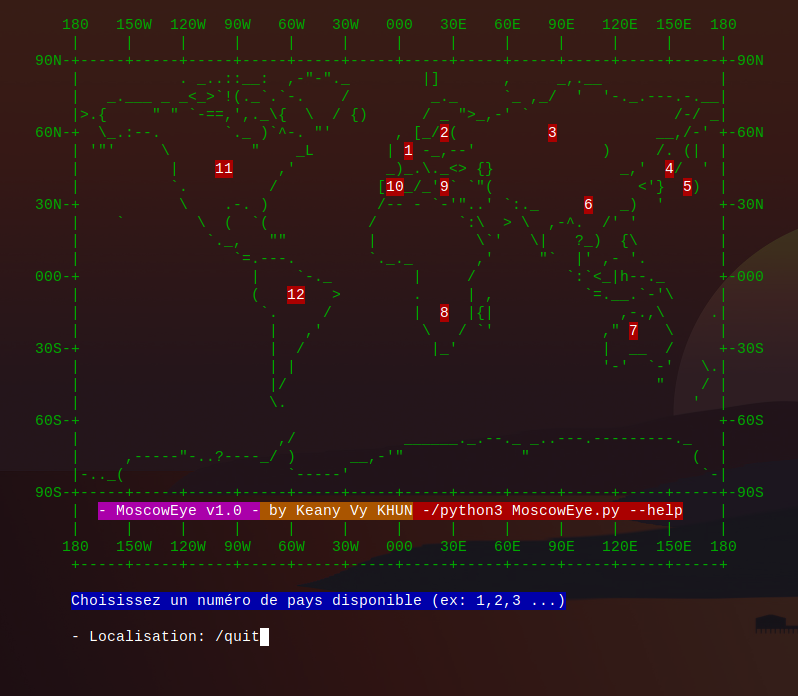 180 150W 120W 90W 60W 30W 000 30E 60E 90E 120E 150E 180
90N 90N
60N 2 3 60N
1
11 4
10 9 5
30N 6 30N
000 000
12
8
7
30S 30S
60S 60S
90S 90S
- MoscowEye v1.0 - by Keany Vy KHUN -/python3 MoscowEye.py --help
180 150W 120W 90W 60W 30W 000 30E 60E 90E 120E 150E 180
Choisissez un numéro de pays disponible (ex: 1,2,3 ...)
- Localisation: /quit